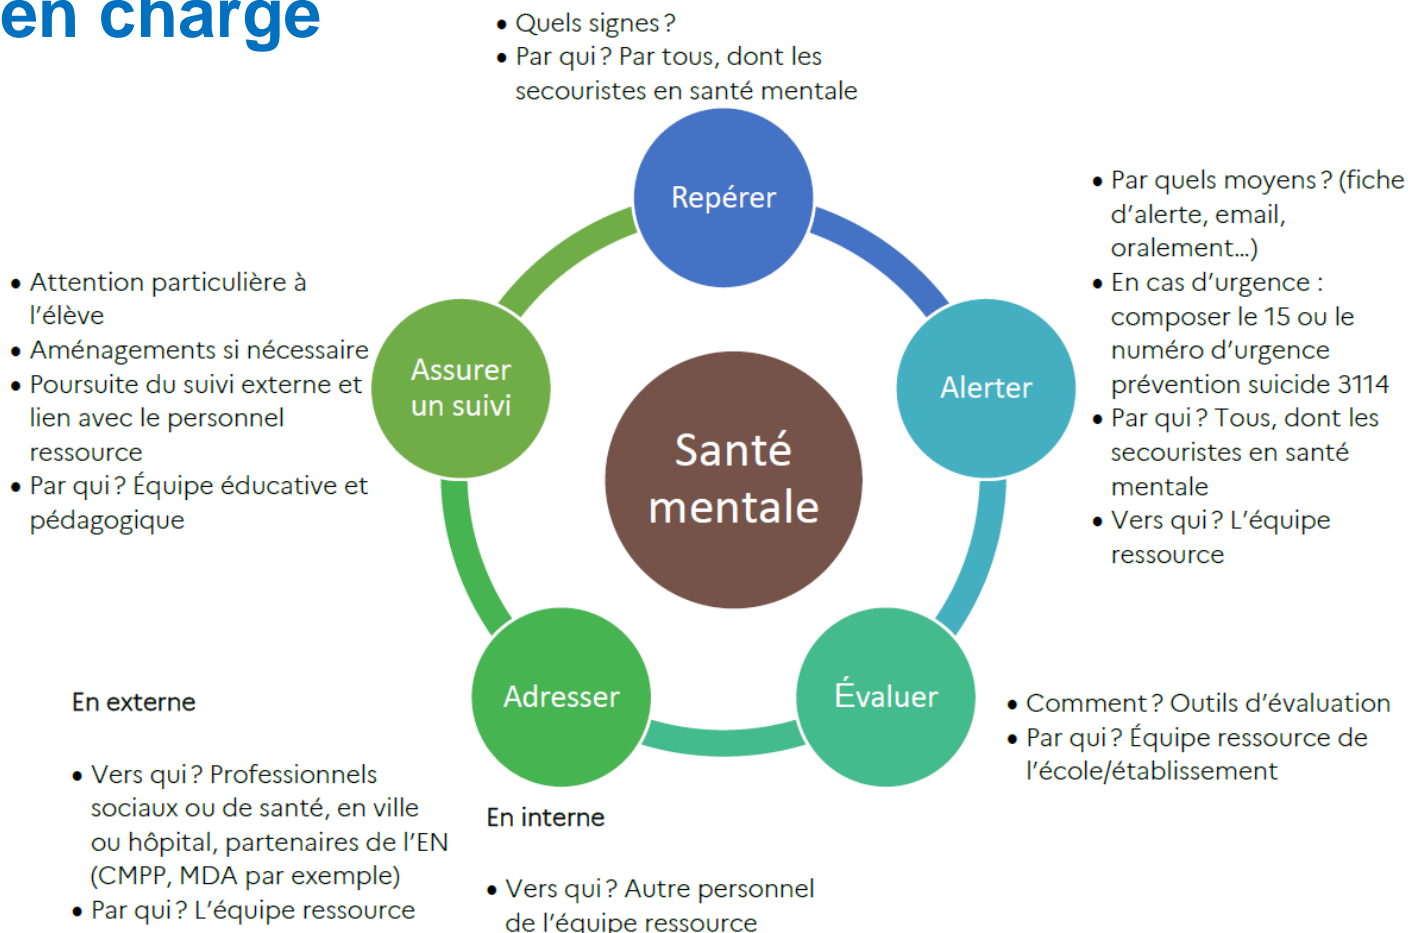 en charge
• Quels signes ?
• Par qui ? Par tous, dont les
secouristes en santé mentale
Repérer
• Par quels moyens ? (fiche
d’alerte, email,
oralement…)
• En cas d’urgence :
composer le 15 ou le
numéro d’urgence
prévention suicide 3114
• Par qui ? Tous, dont les
secouristes en santé
mentale
• Vers qui ? L’équipe
ressource
Alerter
• Attention particulière à
l’élève
• Aménagements si nécessaire
• Poursuite du suivi externe et
lien avec le personnel
ressource
• Par qui ? Équipe éducative et
pédagogique
Assurer
un suivi
Santé
mentale
Évaluer
• Comment ? Outils d’évaluation
• Par qui ? Équipe ressource de
l’école/établissement
Adresser
En externe
• Vers qui ? Professionnels
sociaux ou de santé, en ville
ou hôpital, partenaires de l’EN
(CMPP, MDA par exemple)
• Par qui ? L’équipe ressource
En interne
• Vers qui ? Autre personnel
de l’équipe ressource